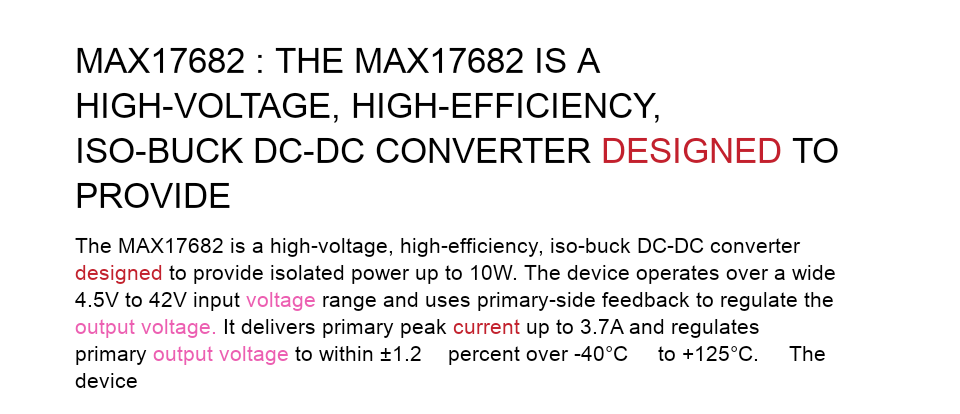 MAX17682 : THE MAX17682 IS A
HIGH-VOLTAGE, HIGH-EFFICIENCY,
ISO-BUCK DC-DC CONVERTER DESIGNED TO
PROVIDE
The MAX17682 is a high-voltage, high-efficiency, iso-buck DC-DC converter
designed to provide isolated power up to 10W. The device operates over a wide
4.5V to 42V input voltage range and uses primary-side feedback to regulate the
output voltage. It delivers primary peak current up to 3.7A and regulates
primary output voltage to within ±1.2 percent over -40°C to +125°C. The
device